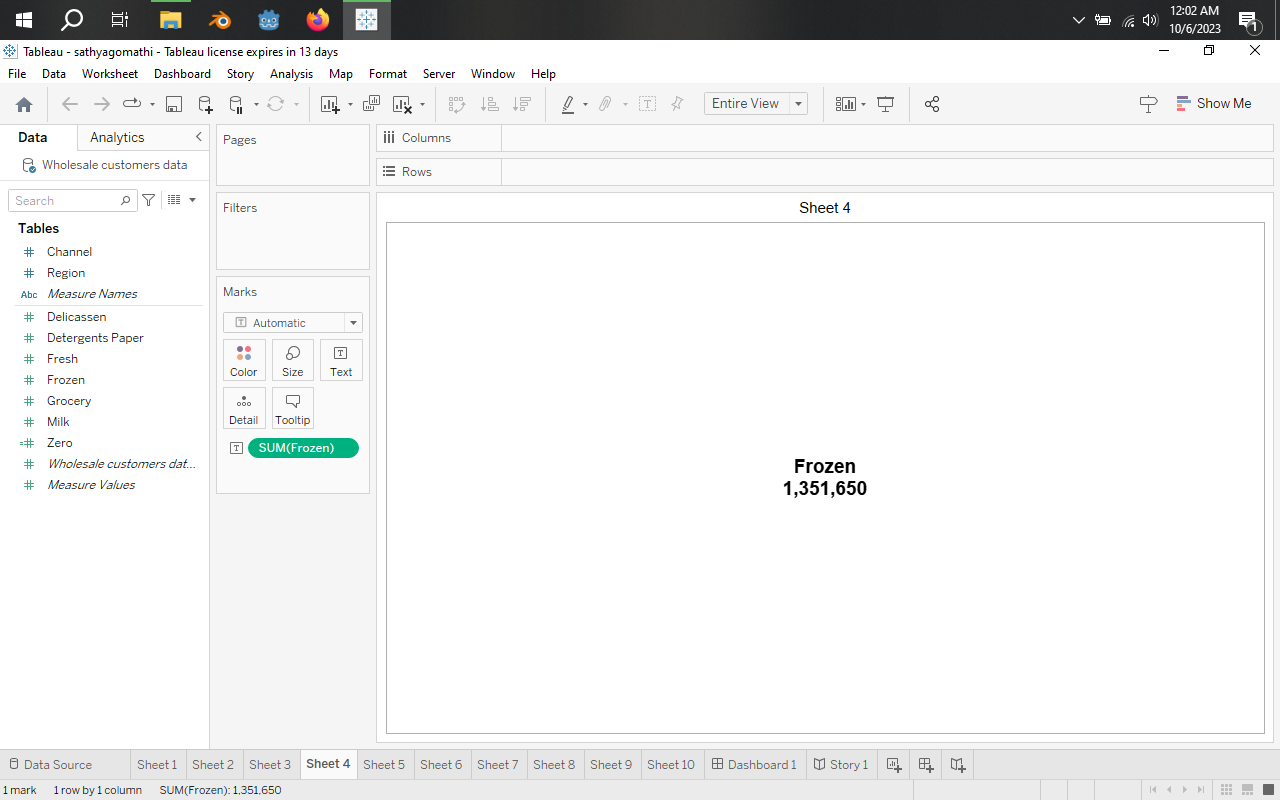 12:02 AM
10/6/2023
1
Tableau - sathyagomathi - Tableau license expires in 13 days
File Data Worksheet Dashboard Story Analysis Map Format Server Window Help
Entire View
Show Me
Data Analytics
Wholesale customers data
Search
Tables
Channel
Region
Abc Measure Names
Delicassen
Detergents Paper
Fresh
Frozen
Grocery
Milk
Zero
Wholesale customers dat...
Measure Values
Pages
Filters
Marks
T Automatic
Color Size Text
Detail Tooltip
T SUM(Frozen)
Columns
Rows
Sheet 4
Frozen
1,351,650
Data Source Sheet 1 Sheet 2 Sheet 3 Sheet 4 Sheet 5 Sheet 6 Sheet 7 Sheet 8 Sheet 9 Sheet 10 Dashboard 1 Story 1
1 mark 1 row by 1 column SUM(Frozen): 1,351,650